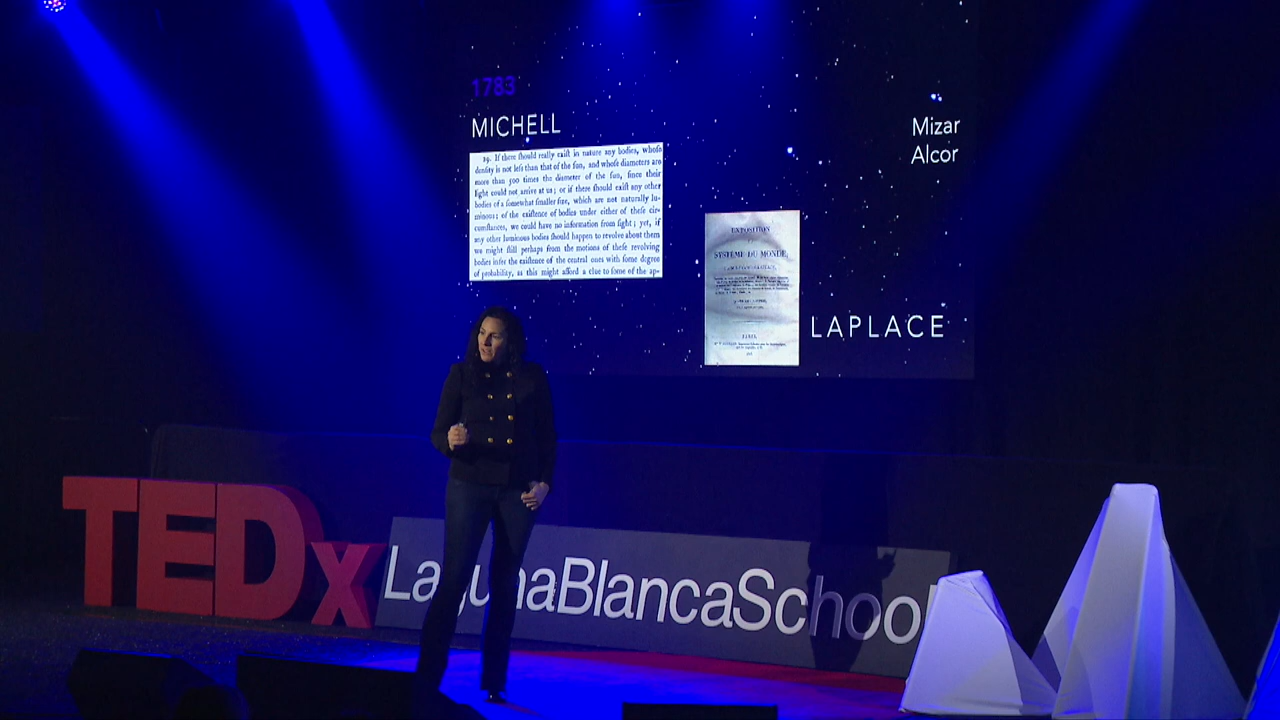 1783
MICHELL
29. If there ſhould really exiſt in nature any bodies, whoſe
denſity is not leſs than that of the ſun, and whoſe diameters are
more than 500 times the diameter of the ſun, ſince their
light could not arrive at us; or if there ſhould exiſt any other
bodies of a ſomewhat ſmaller ſize, which are not naturally lu-
minous; of the exiſtence of bodies under either of theſe cir-
cumſtances, we could have no information from ſight; yet, if
any other luminous bodies ſhould happen to revolve about them
we might ſtill perhaps from the motions of theſe revolving
bodies infer the exiſtence of the central ones with ſome degree
of probability, as this might afford a clue to ſome of the ap-
Mizar
Alcor
EXPOSITION
SYSTÈME DU MONDE,
PARIS,
LAPLACE
TEDx
LagunaBlancaSchool